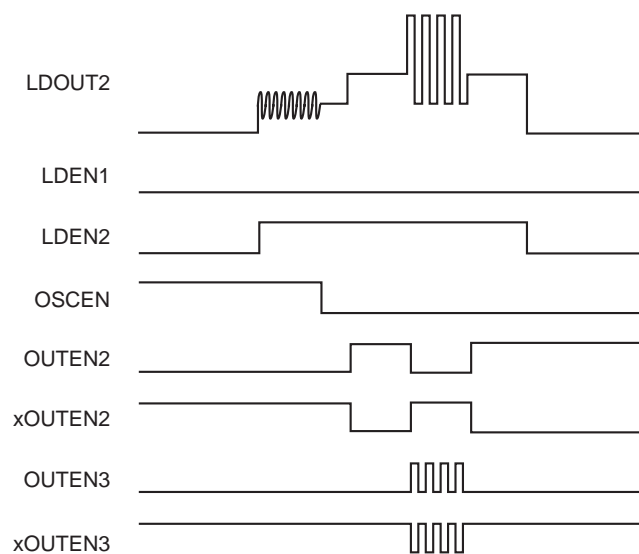 LDOUT2
LDEN1
LDEN2
OSCEN
OUTEN2
xOUTEN2
OUTEN3
xOUTEN3